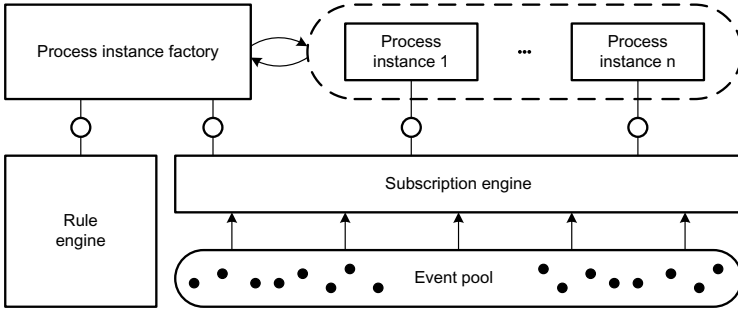 Process instance factory
Process
instance 1
...
Process
instance n
Rule
engine
Subscription engine
Event pool